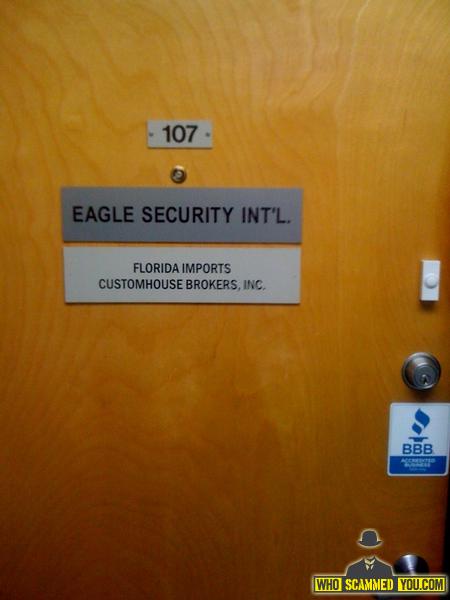 107
EAGLE SECURITY INT'L.
FLORIDA IMPORTS
CUSTOMHOUSE BROKERS, INC.
BBB
ACCREDITED
BUSINESS
WHO SCAMMED YOU.COM